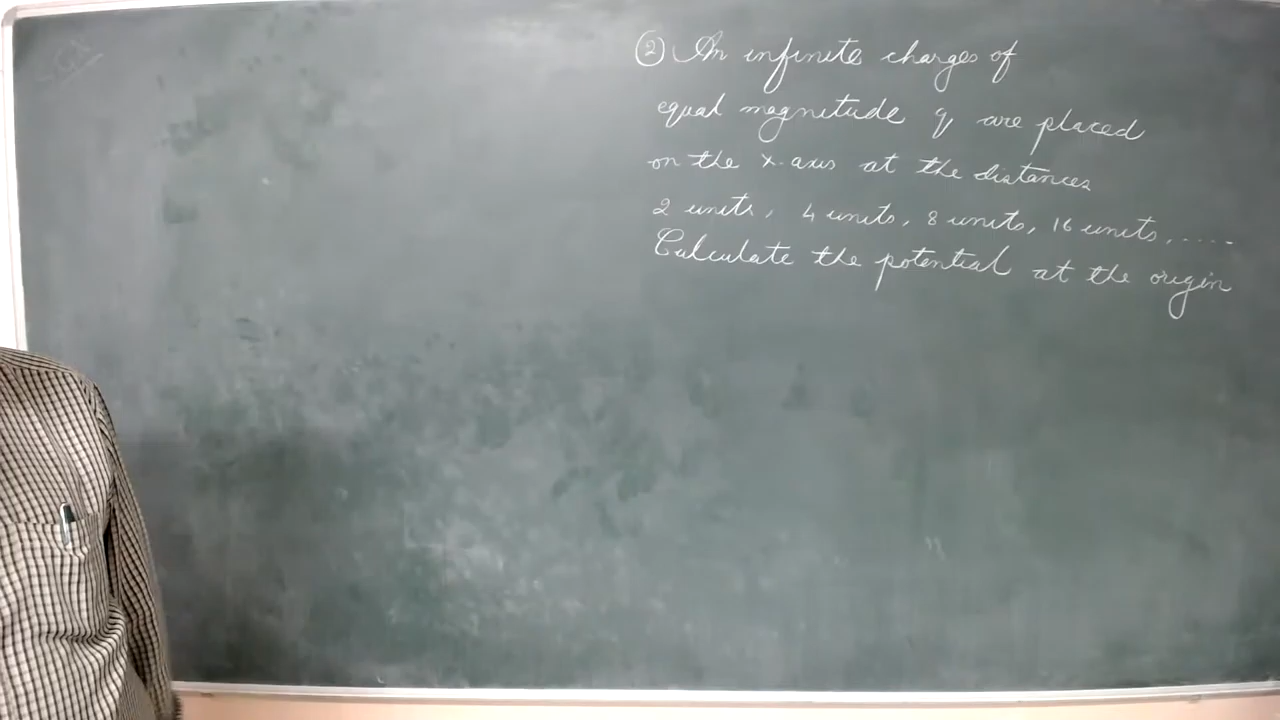 ② An infinite charges of
equal magnitude q are placed
on the x-axis at the distances
2 units, 4 units, 8 units, 16 units, .....
Calculate the potential at the origin